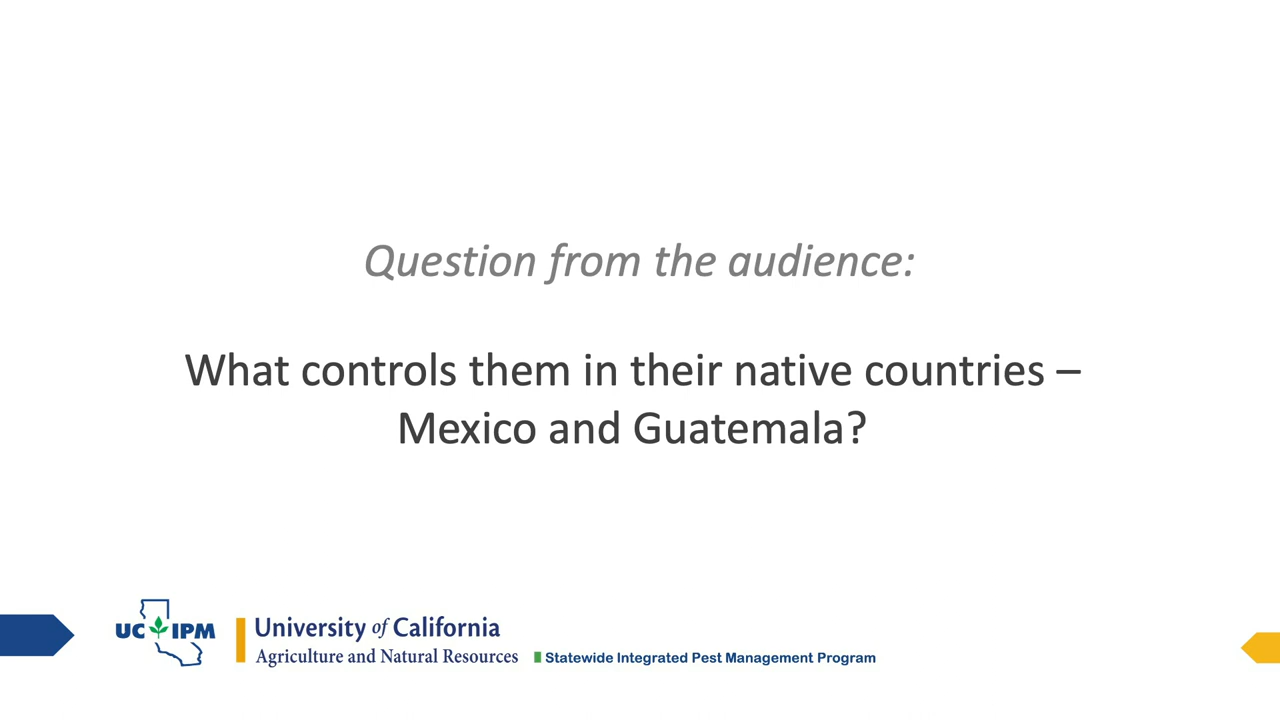 Question from the audience:
What controls them in their native countries –
Mexico and Guatemala?
UC IPM
University of California
Agriculture and Natural Resources
Statewide Integrated Pest Management Program